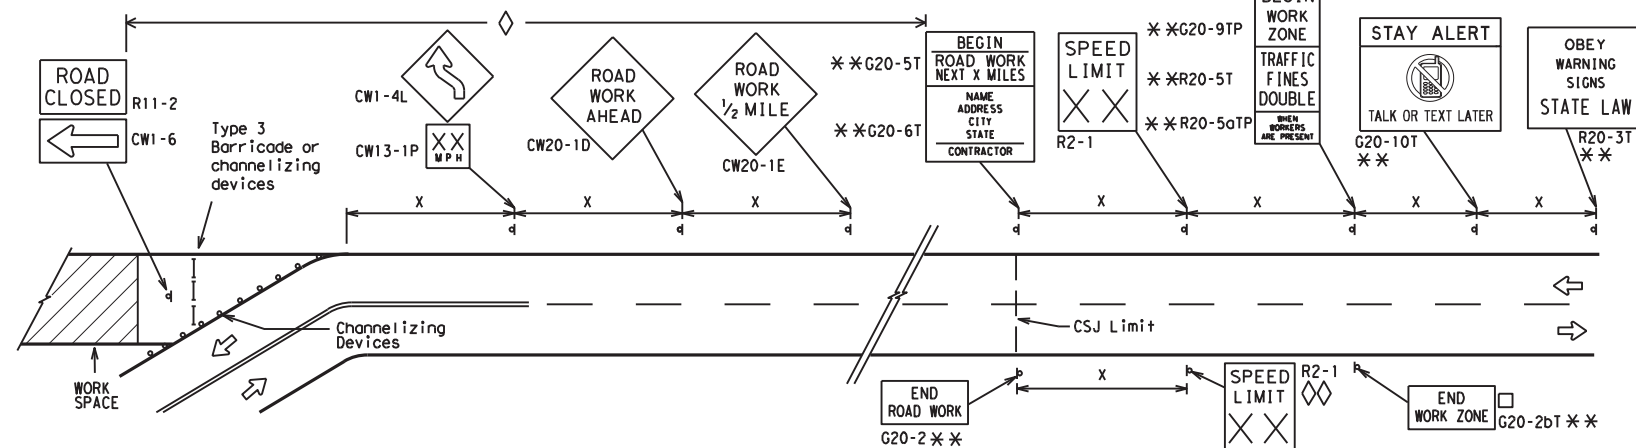 ROAD
CLOSED
R11-2
CW1-6
Type 3
Barricade or
channelizing
devices
CW1-4L
XX
MPH
CW13-1P
ROAD
WORK
AHEAD
CW20-1D
ROAD
WORK
1/2 MILE
CW20-1E
**G20-5T
BEGIN
ROAD WORK
NEXT X MILES
**G20-6T
NAME
ADDRESS
CITY
STATE
CONTRACTOR
SPEED
LIMIT
XX
R2-1
**G20-9TP
BEGIN
WORK
ZONE
**R20-5T
TRAFFIC
FINES
DOUBLE
**R20-5aTP
WHEN
WORKERS
ARE PRESENT
STAY ALERT
TALK OR TEXT LATER
G20-10T
**
OBEY
WARNING
SIGNS
STATE LAW
R20-3T
**
X
X
X
X
X
X
X
Channelizing
Devices
CSJ Limit
WORK
SPACE
END
ROAD WORK
G20-2**
X
SPEED
LIMIT
XX
R2-1
END
WORK ZONE
G20-2bT**